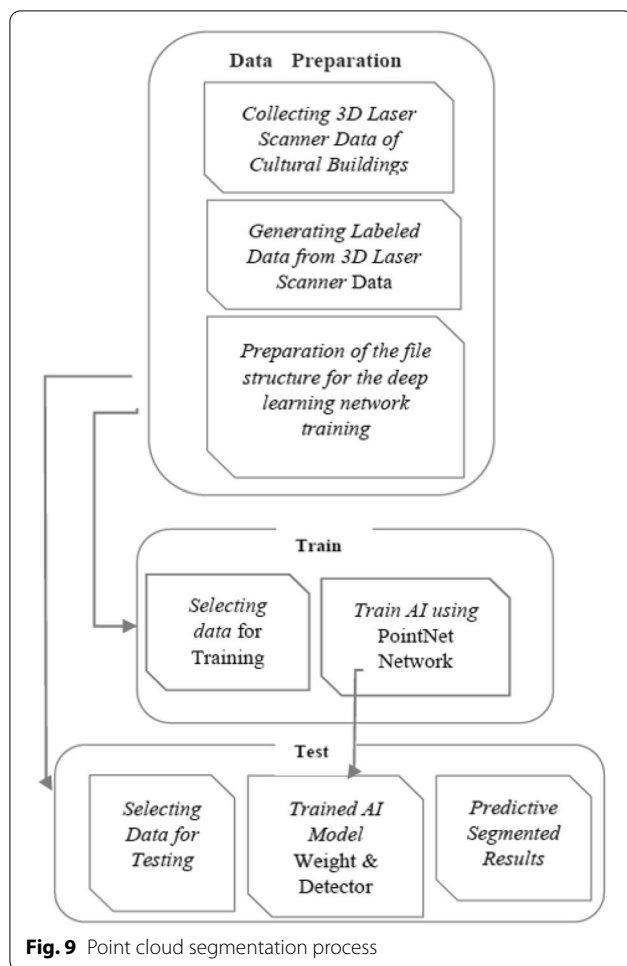 Data Preparation
Collecting 3D Laser
Scanner Data of
Cultural Buildings
Generating Labeled
Data from 3D Laser
Scanner Data
Preparation of the file
structure for the deep
learning network
training
Train
Selecting
data for
Training
Train AI using
PointNet
Network
Test
Selecting
Data for
Testing
Trained AI
Model
Weight &
Detector
Predictive
Segmented
Results
Fig. 9 Point cloud segmentation process